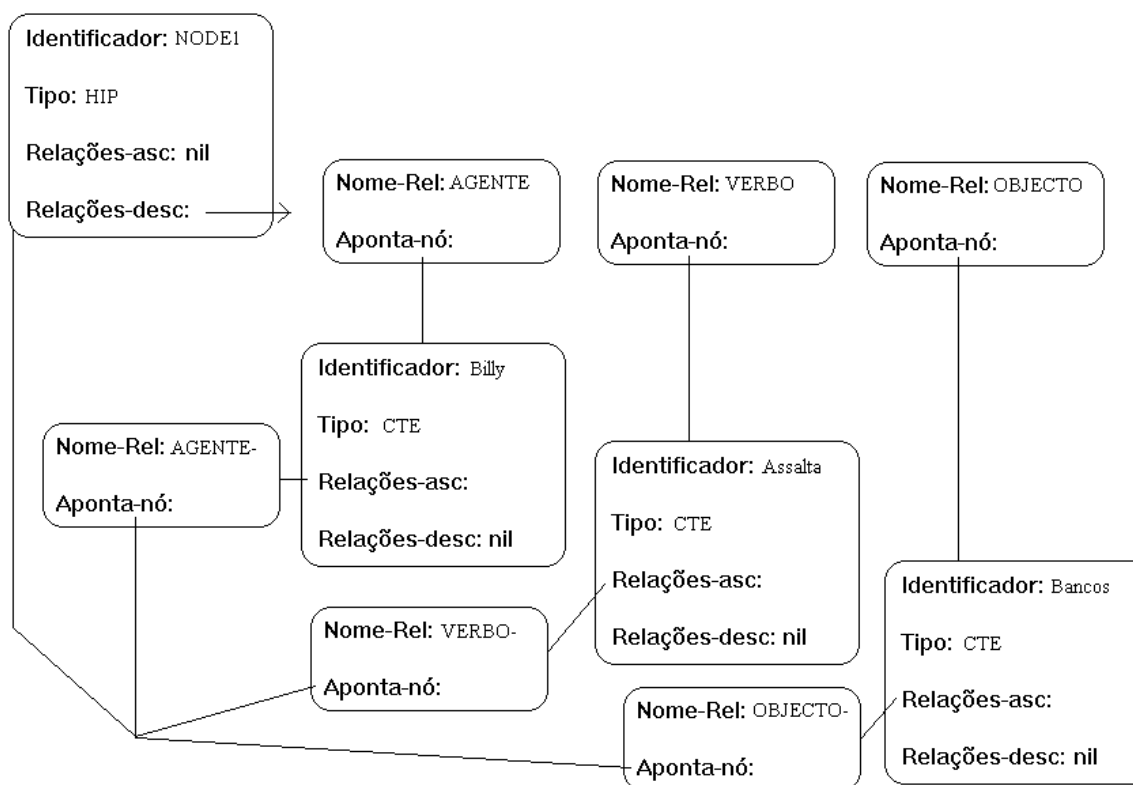 Identificador: NODE1
Tipo: HIP
Relações-asc: nil
Relações-desc:
Nome-Rel: AGENTE
Aponta-nó:
Nome-Rel: VERBO
Aponta-nó:
Nome-Rel: OBJECTO
Aponta-nó:
Identificador: Billy
Tipo: CTE
Relações-asc:
Relações-desc: nil
Nome-Rel: AGENTE-
Aponta-nó:
Identificador: Assalta
Tipo: CTE
Relações-asc:
Relações-desc: nil
Nome-Rel: VERBO-
Aponta-nó:
Identificador: Bancos
Tipo: CTE
Relações-asc:
Relações-desc: nil
Nome-Rel: OBJECTO-
Aponta-nó: